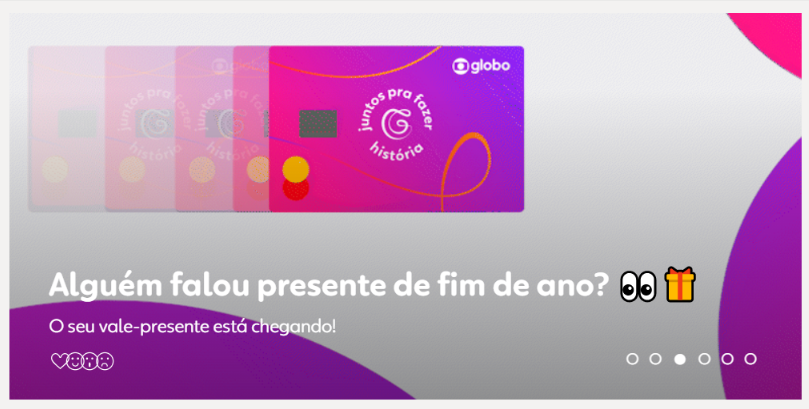 globo
juntos pra fazer
história
Alguém falou presente de fim de ano? 👀 🎁
O seu vale-presente está chegando!